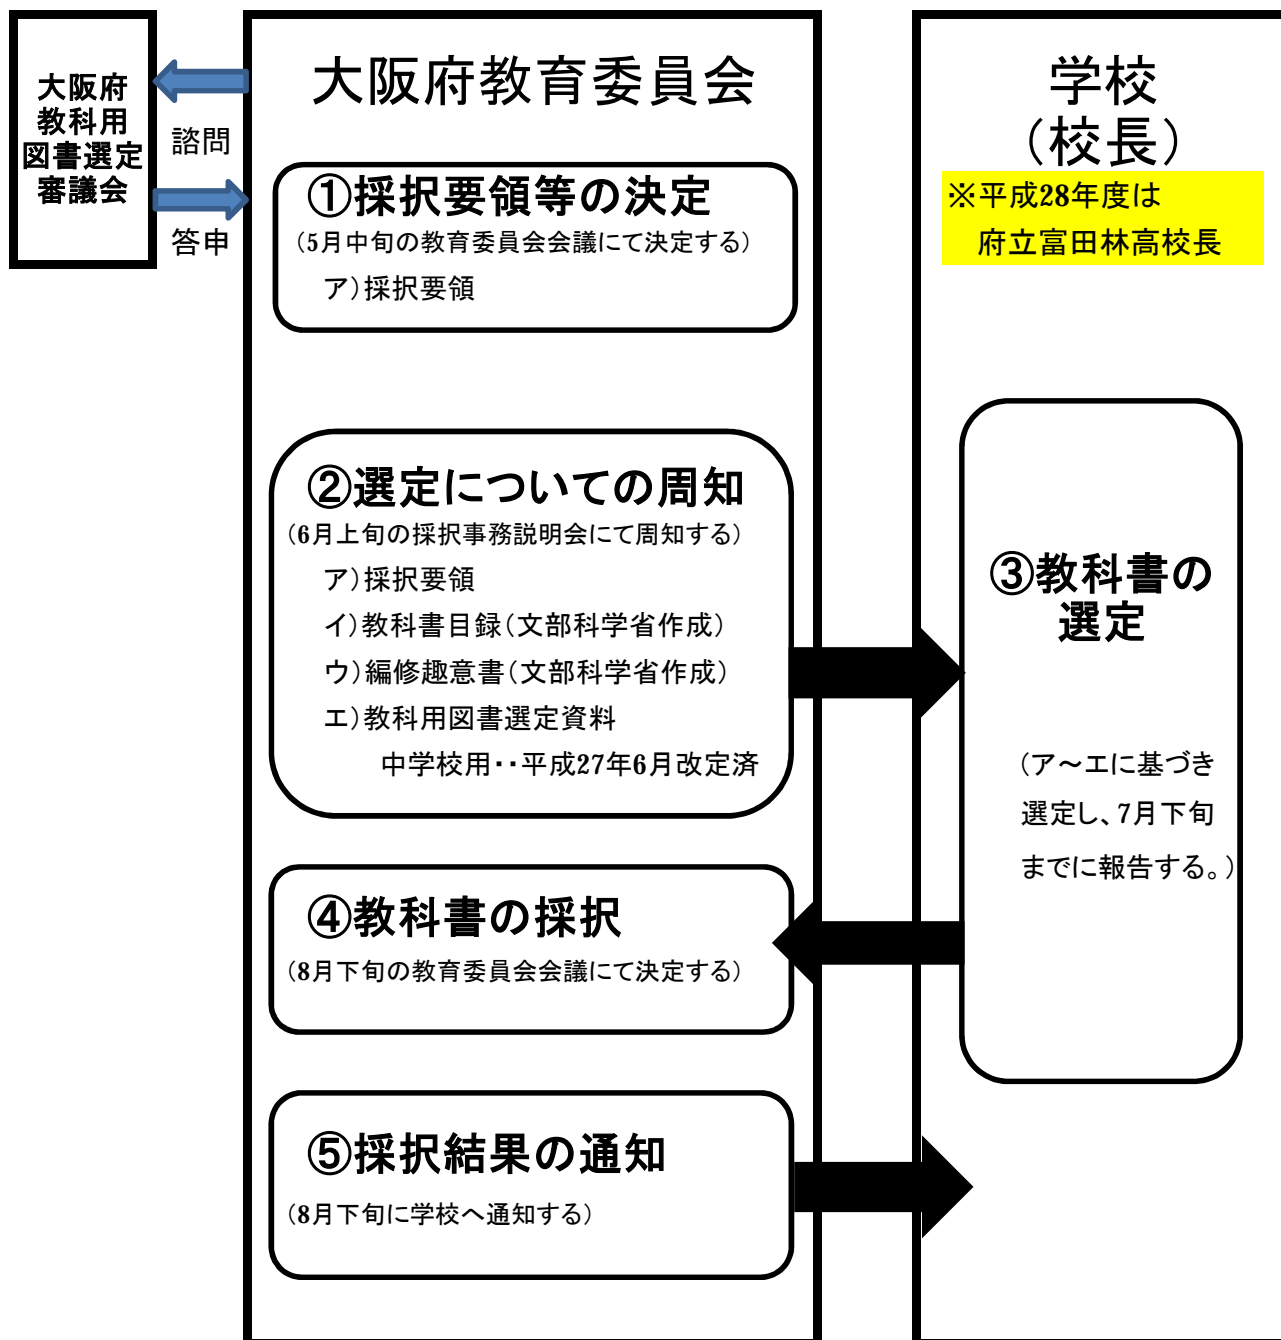 大阪府
教科用
図書選定
審議会
諮問
答申
大阪府教育委員会
①採択要領等の決定
(5月中旬の教育委員会会議にて決定する)
ア)採択要領
②選定についての周知
(6月上旬の採択事務説明会にて周知する)
ア)採択要領
イ)教科書目録(文部科学省作成)
ウ)編修趣意書(文部科学省作成)
エ)教科用図書選定資料
中学校用・・平成27年6月改定済
④教科書の採択
(8月下旬の教育委員会会議にて決定する)
⑤採択結果の通知
(8月下旬に学校へ通知する)
学校
(校長)
※平成28年度は
府立富田林高校長
③教科書の
選定
(ア～エに基づき
選定し、7月下旬
までに報告する。)